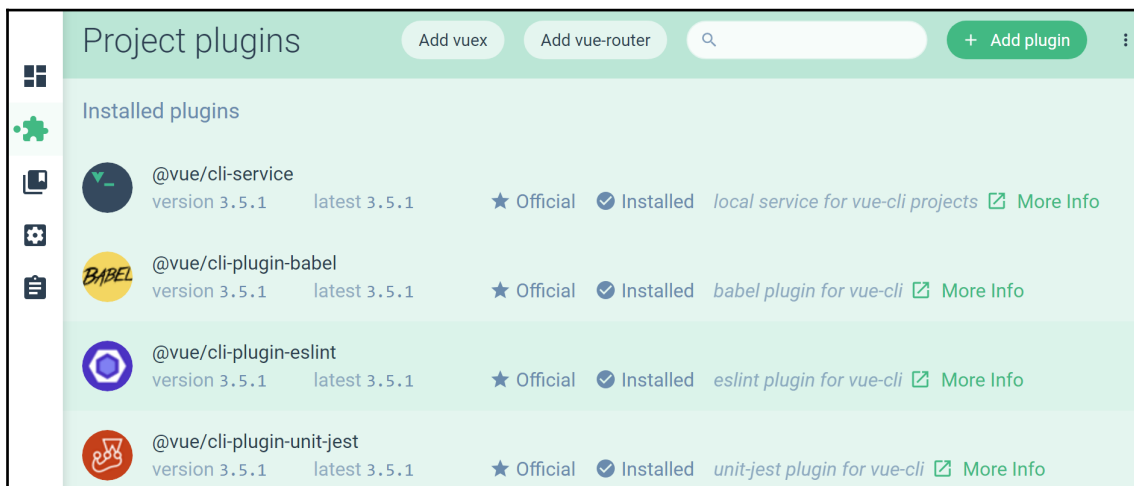 Project plugins Add vuex Add vue-router + Add plugin
Installed plugins
@vue/cli-service
version 3.5.1 latest 3.5.1 Official Installed local service for vue-cli projects More Info
BABEL
@vue/cli-plugin-babel
version 3.5.1 latest 3.5.1 Official Installed babel plugin for vue-cli More Info
@vue/cli-plugin-eslint
version 3.5.1 latest 3.5.1 Official Installed eslint plugin for vue-cli More Info
@vue/cli-plugin-unit-jest
version 3.5.1 latest 3.5.1 Official Installed unit-jest plugin for vue-cli More Info